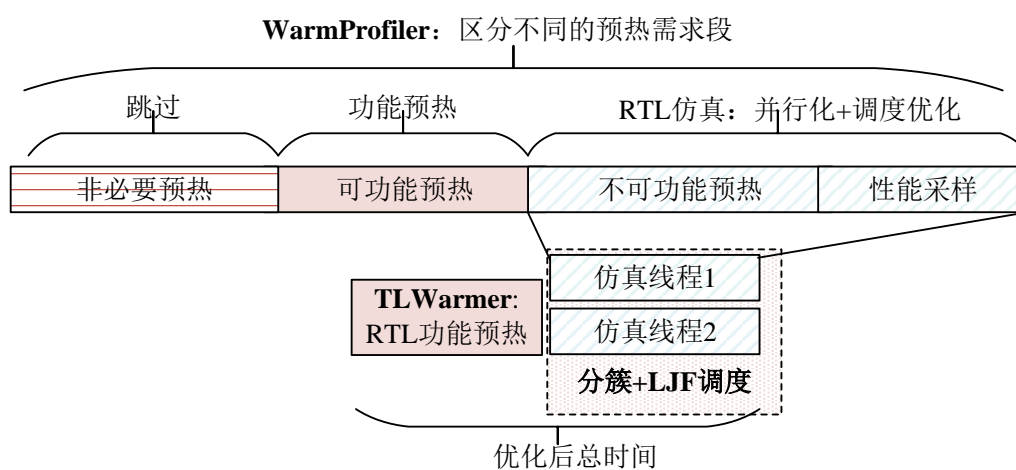 WarmProfiler：区分不同的预热需求段
跳过
功能预热
RTL仿真：并行化+调度优化
非必要预热
可功能预热
不可功能预热
性能采样
TLWarmer:
RTL功能预热
仿真线程1
仿真线程2
分簇+LJF调度
优化后总时间